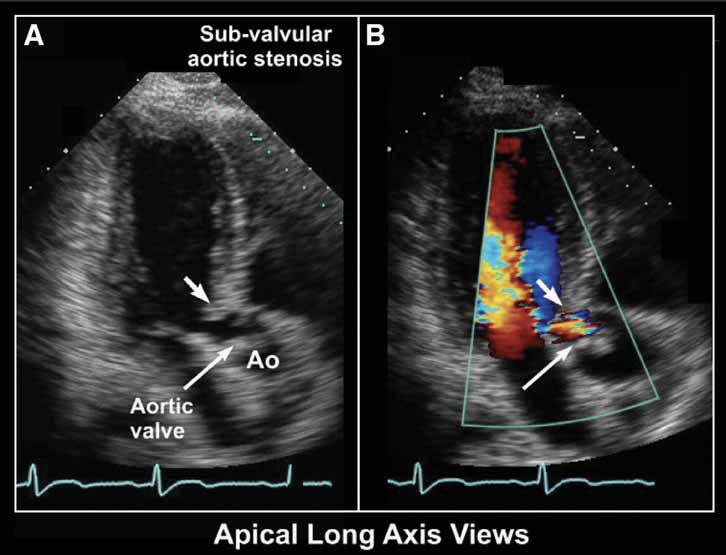 A
Sub-valvular
aortic stenosis
B
Ao
Aortic
valve
Apical Long Axis Views